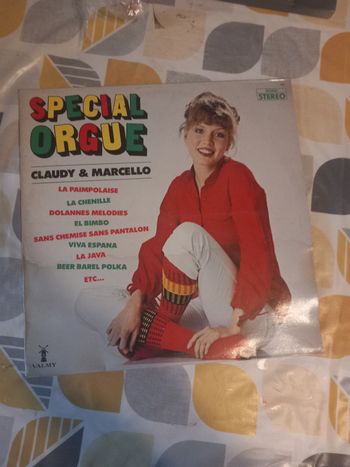 SPECIAL
STEREO
ORGUE
CLAUDY & MARCELLO
LA PAIMPOLAISE
LA CHENILLE
DOLANNES MELODIES
EL BIMBO
SANS CHEMISE SANS PANTALON
VIVA ESPANA
LA JAVA
BEER BAREL POLKA
ETC...
VALMY